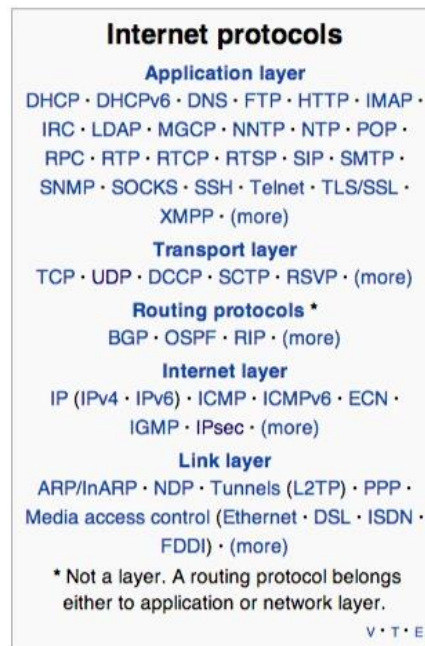 Internet protocols
Application layer
DHCP · DHCPv6 · DNS · FTP · HTTP · IMAP ·
IRC · LDAP · MGCP · NNTP · NTP · POP ·
RPC · RTP · RTCP · RTSP · SIP · SMTP ·
SNMP · SOCKS · SSH · Telnet · TLS/SSL ·
XMPP · (more)
Transport layer
TCP · UDP · DCCP · SCTP · RSVP · (more)
Routing protocols *
BGP · OSPF · RIP · (more)
Internet layer
IP (IPv4 · IPv6) · ICMP · ICMPv6 · ECN ·
IGMP · IPsec · (more)
Link layer
ARP/InARP · NDP · Tunnels (L2TP) · PPP ·
Media access control (Ethernet · DSL · ISDN ·
FDDI) · (more)
* Not a layer. A routing protocol belongs
either to application or network layer.
V · T · E